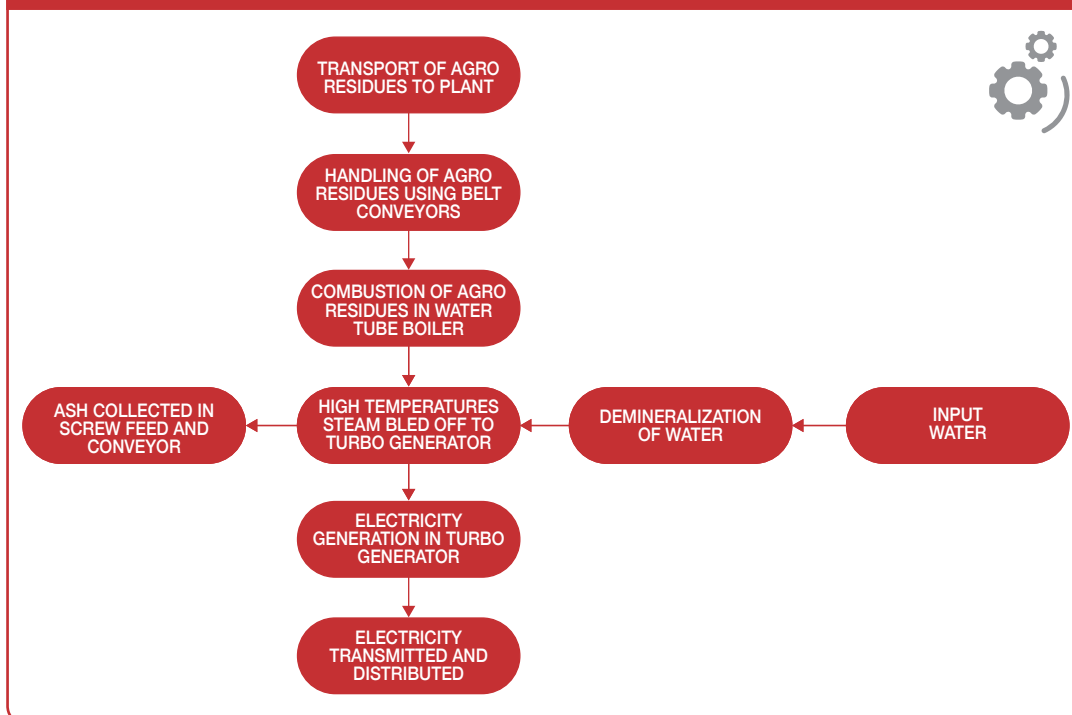 TRANSPORT OF AGRO
RESIDUES TO PLANT
HANDLING OF AGRO
RESIDUES USING BELT
CONVEYORS
COMBUSTION OF AGRO
RESIDUES IN WATER
TUBE BOILER
ASH COLLECTED IN
SCREW FEED AND
CONVEYOR
HIGH TEMPERATURES
STEAM BLED OFF TO
TURBO GENERATOR
DEMINERALIZATION
OF WATER
INPUT
WATER
ELECTRICITY
GENERATION IN TURBO
GENERATOR
ELECTRICITY
TRANSMITTED AND
DISTRIBUTED